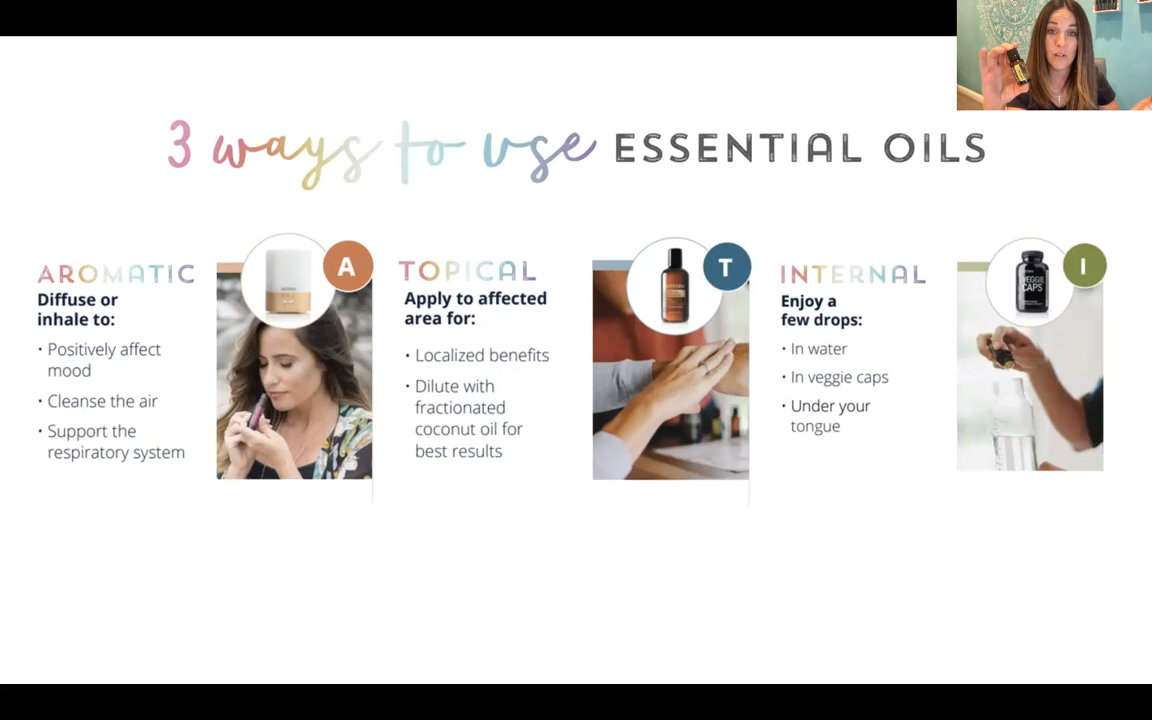 3 ways to use ESSENTIAL OILS
AROMATIC
A
Diffuse or
inhale to:
• Positively affect
mood
• Cleanse the air
• Support the
respiratory system
TOPICAL
T
Apply to affected
area for:
• Localized benefits
• Dilute with
fractionated
coconut oil for
best results
INTERNAL
I
Enjoy a
few drops:
• In water
• In veggie caps
• Under your
tongue
VEGGIE
CAPS